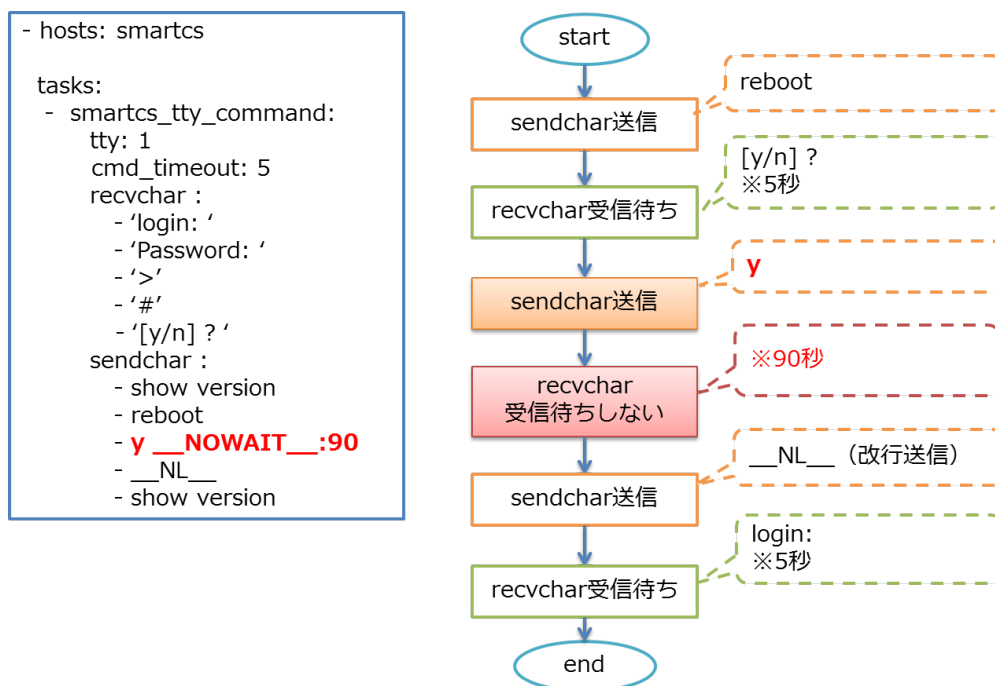 - hosts: smartcs
tasks:
- smartcs_tty_command:
tty: 1
cmd_timeout: 5
recvchar :
- ‘login: ‘
- ‘Password: ‘
- ‘>’
- ‘#’
- ‘[y/n] ? ‘
sendchar :
- show version
- reboot
- y __NOWAIT__:90
- __NL__
- show version
start
sendchar送信
reboot
recvchar受信待ち
[y/n] ?
※5秒
sendchar送信
y
recvchar
受信待ちしない
※90秒
sendchar送信
__NL__（改行送信）
recvchar受信待ち
login:
※5秒
end